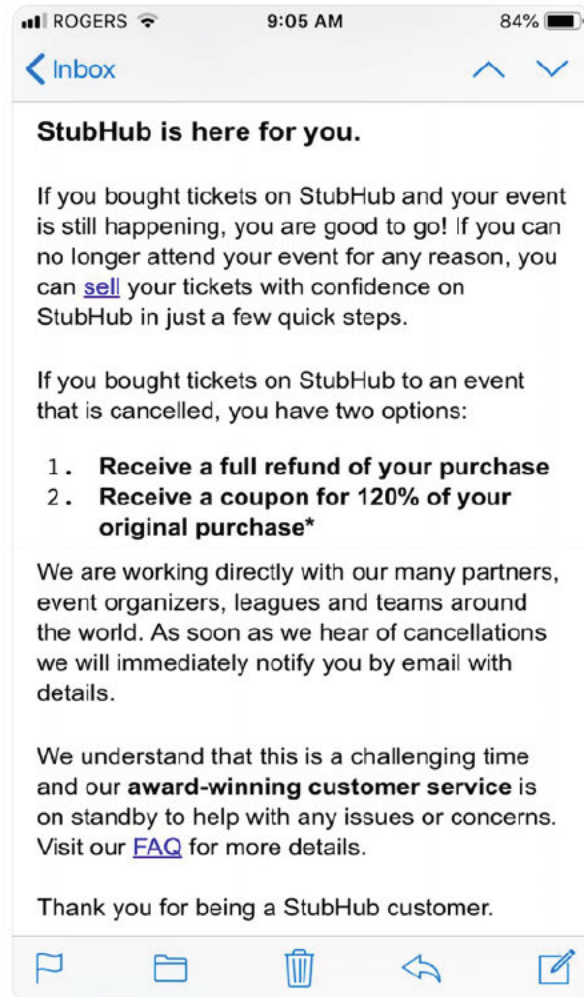 ROGERS 9:05 AM 84%
Inbox
StubHub is here for you.
If you bought tickets on StubHub and your event
is still happening, you are good to go! If you can
no longer attend your event for any reason, you
can sell your tickets with confidence on
StubHub in just a few quick steps.
If you bought tickets on StubHub to an event
that is cancelled, you have two options:
1. Receive a full refund of your purchase
2. Receive a coupon for 120% of your
original purchase*
We are working directly with our many partners,
event organizers, leagues and teams around
the world. As soon as we hear of cancellations
we will immediately notify you by email with
details.
We understand that this is a challenging time
and our award-winning customer service is
on standby to help with any issues or concerns.
Visit our FAQ for more details.
Thank you for being a StubHub customer.